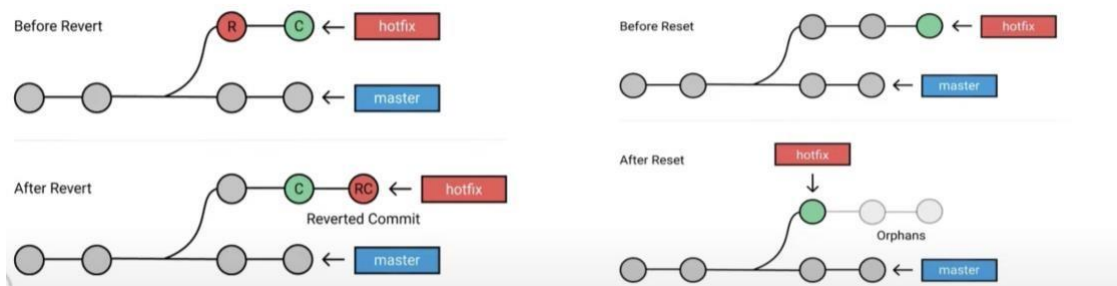 Before Revert
R
C
hotfix
master
After Revert
C
RC
hotfix
Reverted Commit
master
Before Reset
hotfix
master
After Reset
hotfix
Orphans
master